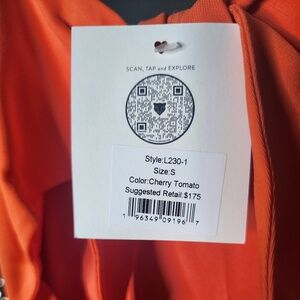 SCAN, TAP and EXPLORE
Style:L230-1
Size:S
Color:Cherry Tomato
Suggested Retail:$175
1 96349 09196 7